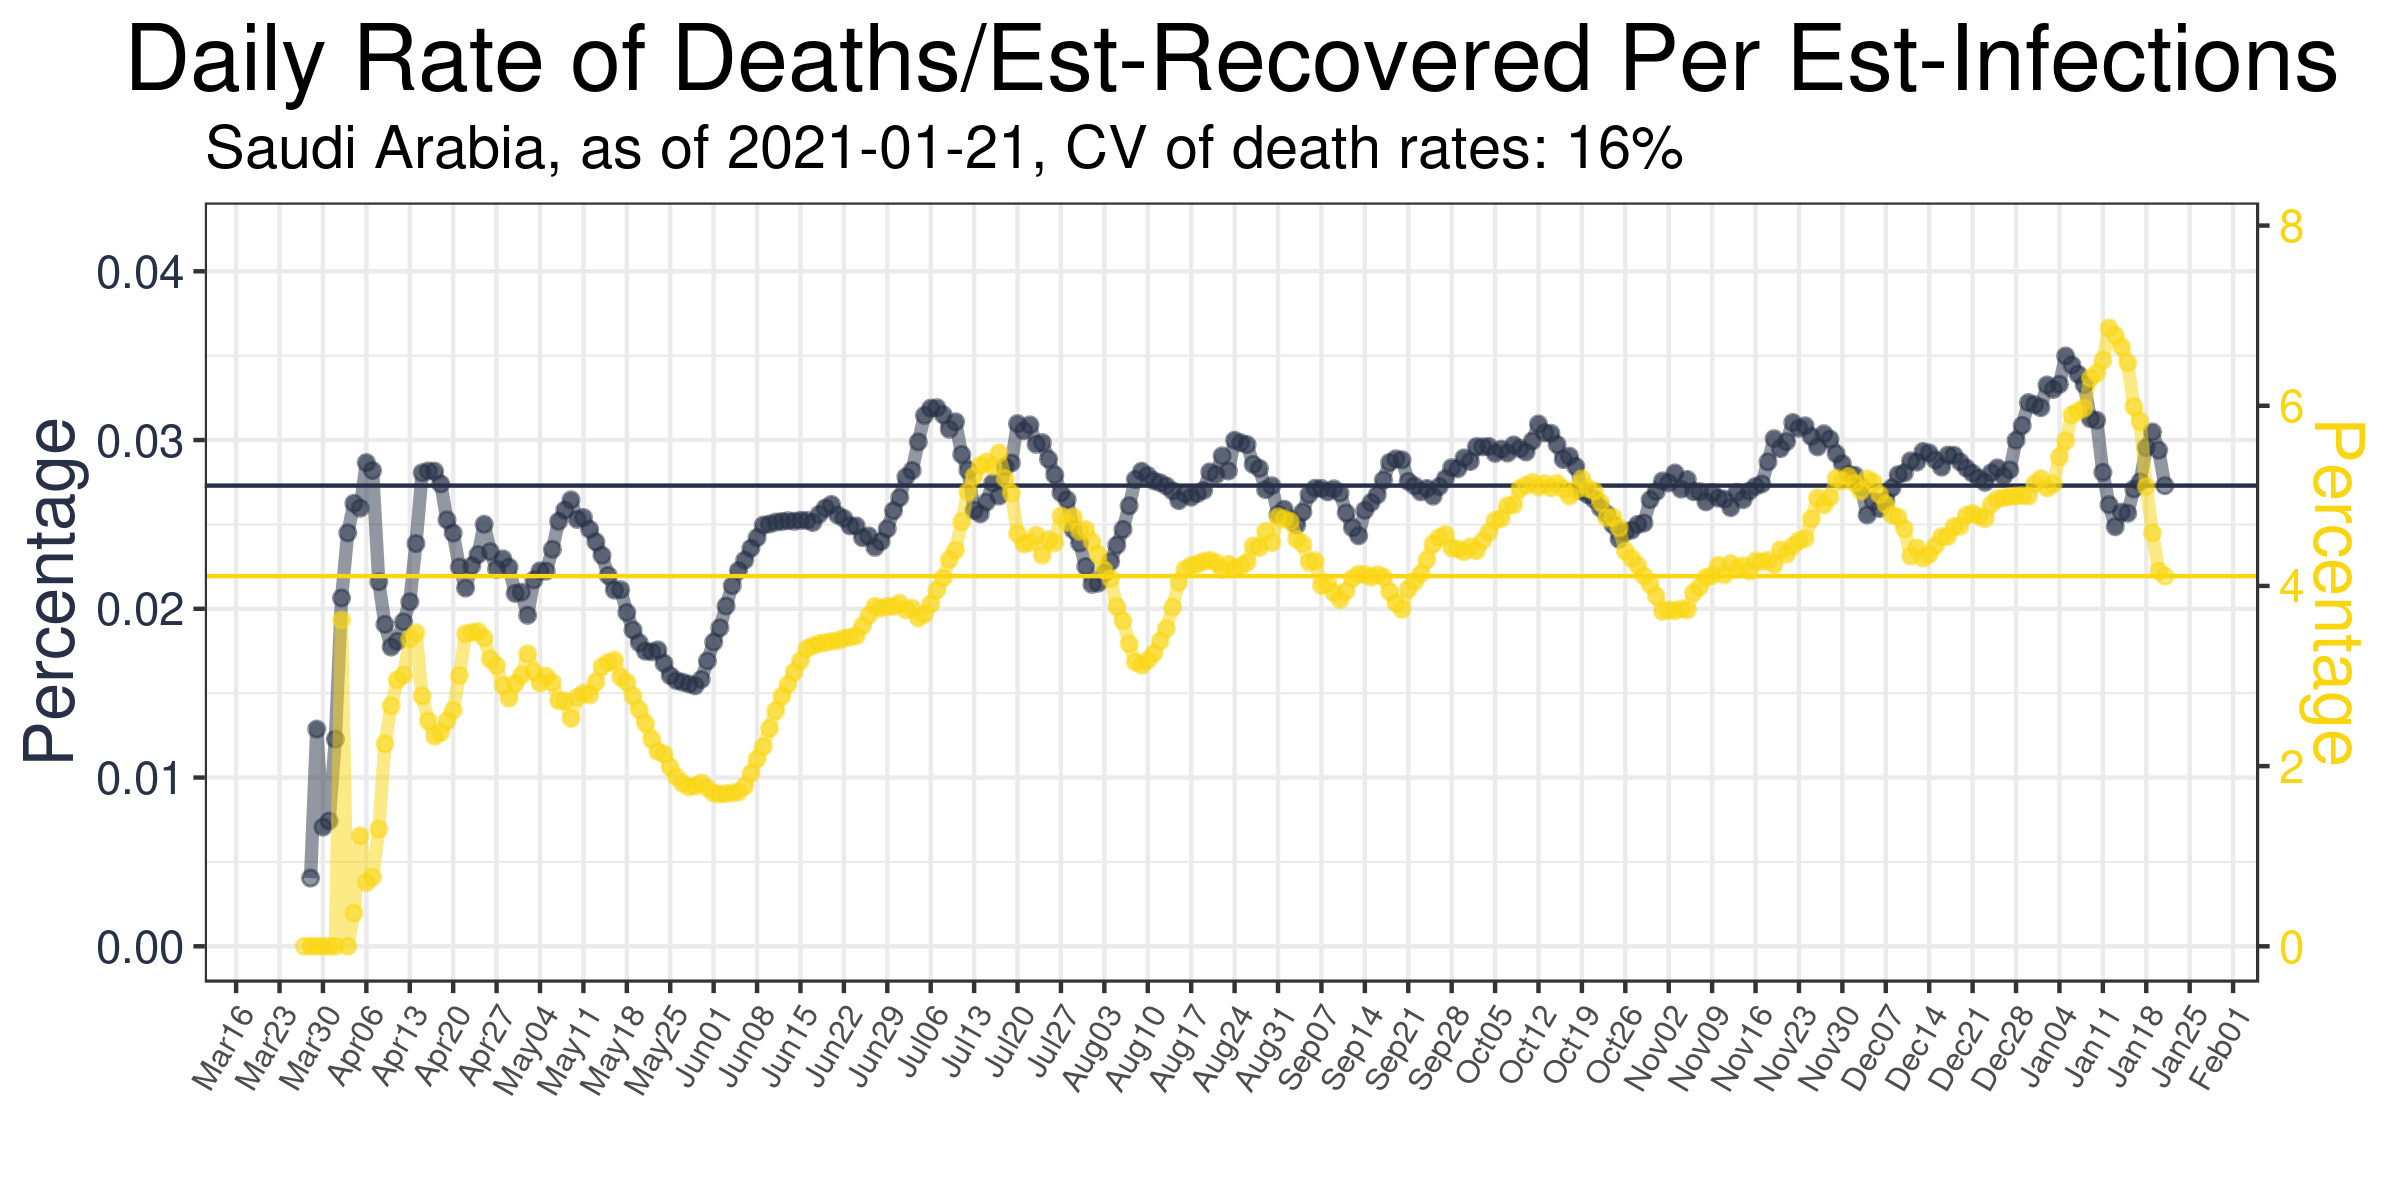 Daily Rate of Deaths/Est-Recovered Per Est-Infections
Saudi Arabia, as of 2021-01-21, CV of death rates: 16%
Percentage
0.04
0.03
0.02
0.01
0.00
8
6
4
2
0
Percentage
Mar16 Mar23 Mar30 Apr06 Apr13 Apr20 Apr27 May04 May11 May18 May25 Jun01 Jun08 Jun15 Jun22 Jun29 Jul06 Jul13 Jul20 Jul27 Aug03 Aug10 Aug17 Aug24 Aug31 Sep07 Sep14 Sep21 Sep28 Oct05 Oct12 Oct19 Oct26 Nov02 Nov09 Nov16 Nov23 Nov30 Dec07 Dec14 Dec21 Dec28 Jan04 Jan11 Jan18 Jan25 Feb01